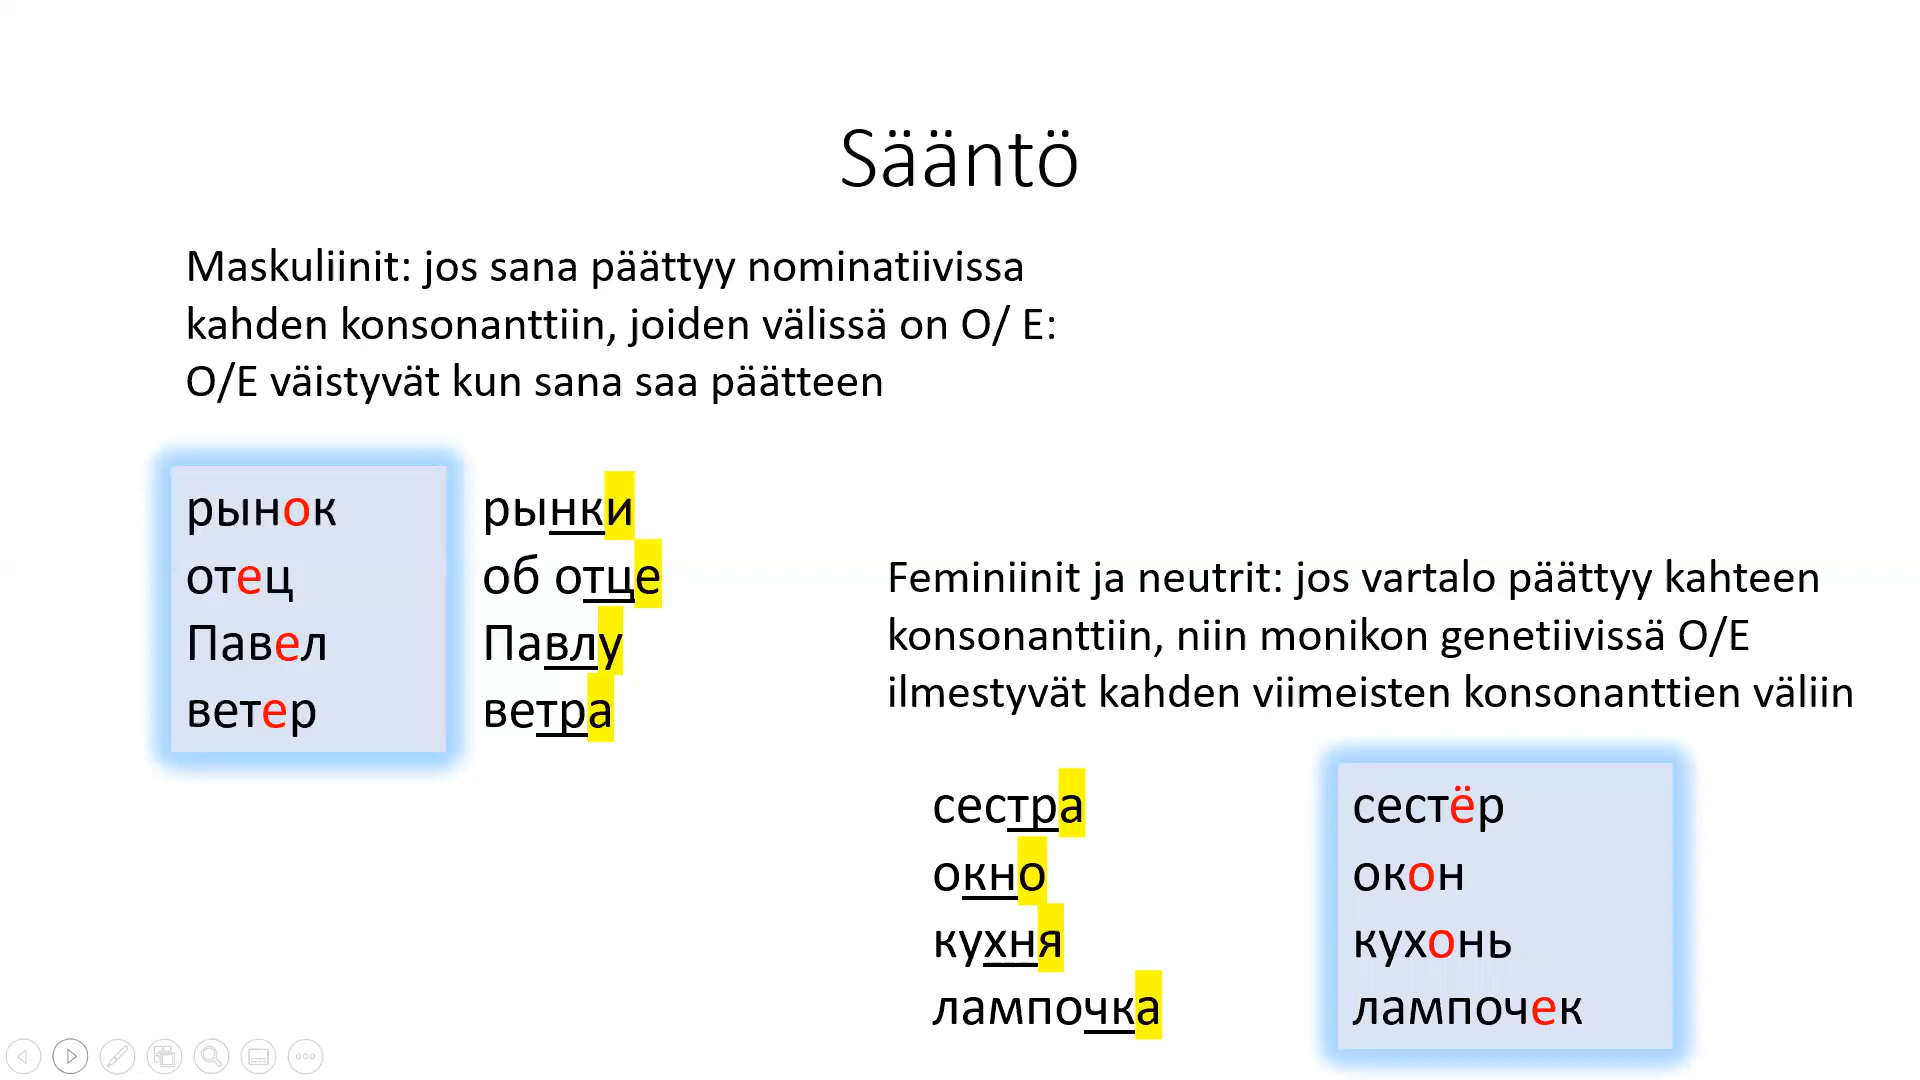 Sääntö
Maskuliinit: jos sana päättyy nominatiivissa
kahden konsonanttiin, joiden välissä on O/ E:
O/E väistyvät kun sana saa päätteen
рынок
отец
Павел
ветер
рынки
об отце
Павлу
ветра
Feminiinit ja neutrit: jos vartalo päättyy kahteen
konsonanttiin, niin monikon genetiivissä O/E
ilmestyvät kahden viimeisten konsonanttien väliin
сестра
окно
кухня
лампочка
сестёр
окон
кухонь
лампочек